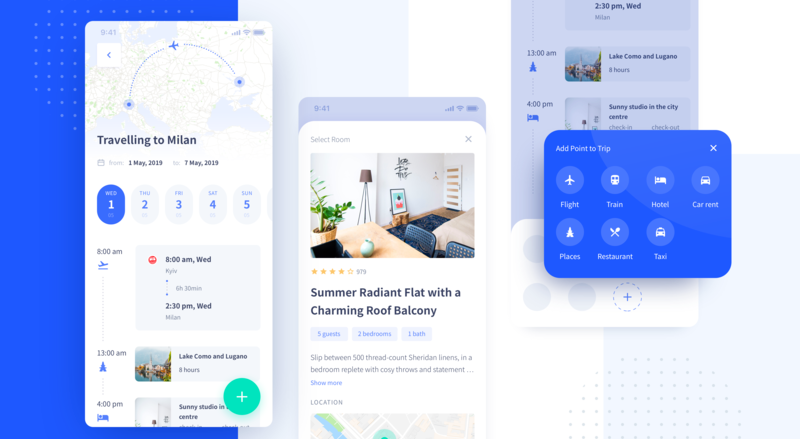 9:41
Travelling to Milan
from: 1 May, 2019 to: 7 May, 2019
WED THU FRI SAT SUN
1 2 3 4 5
8:00 am
8:00 am, Wed
Kyiv
6h 30min
2:30 pm, Wed
Milan
13:00 am
Lake Como and Lugano
8 hours
4:00 pm
Sunny studio in
centre
9:41
Select Room
979
Summer Radiant Flat with a
Charming Roof Balcony
5 guests 2 bedrooms 1 bath
Slip between 500 thread-count Sheridan linens, in a
bedroom replete with cosy throws and statement ...
Show more
LOCATION
2:30 pm, Wed
Milan
13:00 am
Lake Como and Lugano
8 hours
4:00 pm
Sunny studio in the city
centre
check-in check-out
Add Point to Trip
Flight Train Hotel Car rent
Places Restaurant Taxi